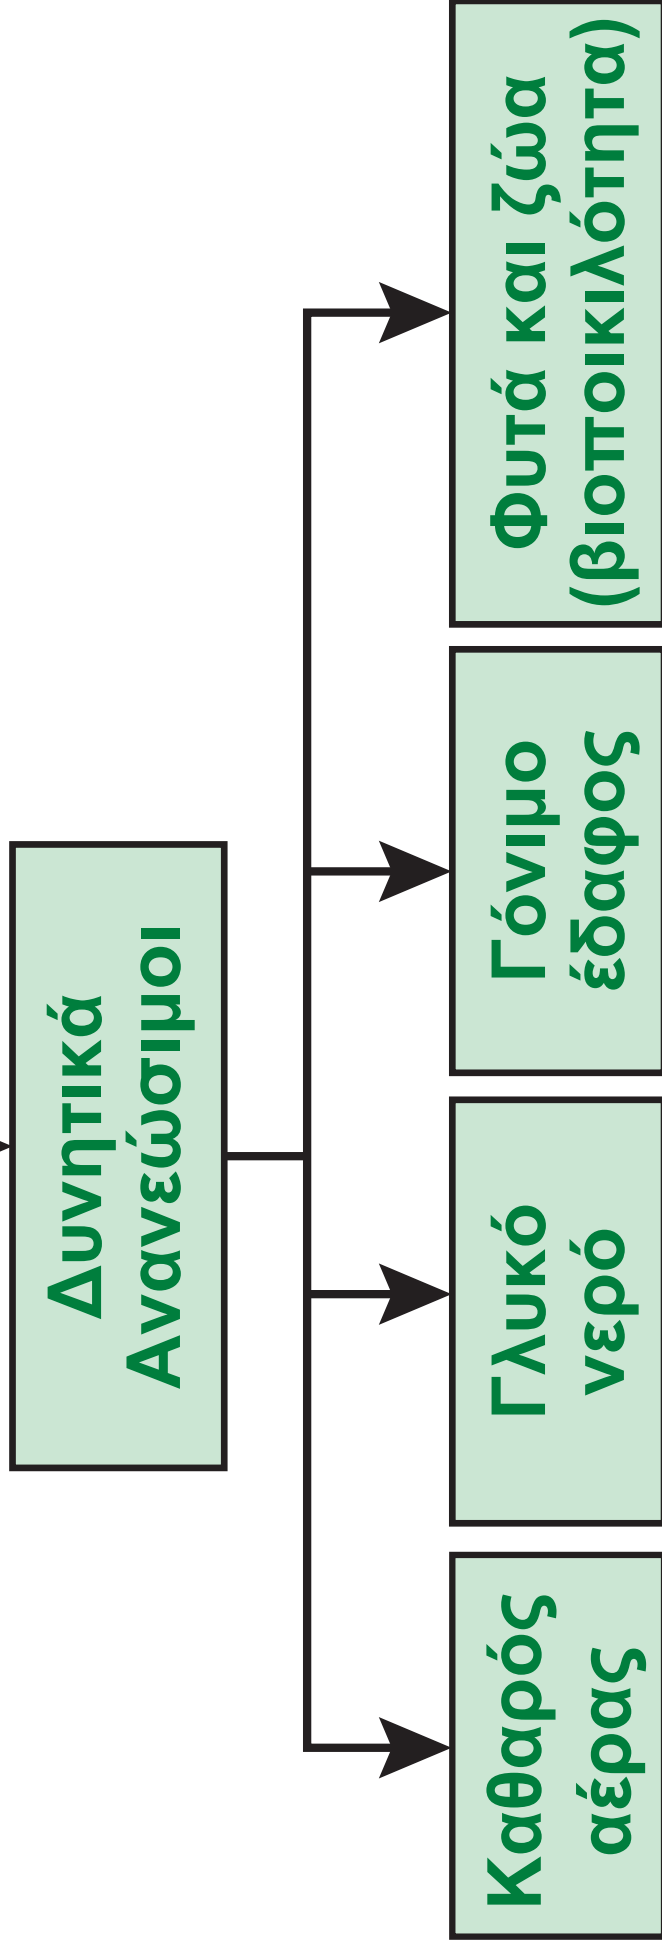 Δυνητικά
Ανανεώσιμοι
Καθαρός
αέρας
Γλυκό
νερό
Γόνιμο
έδαφος
Φυτά και ζώα
(βιοποικιλότητα)